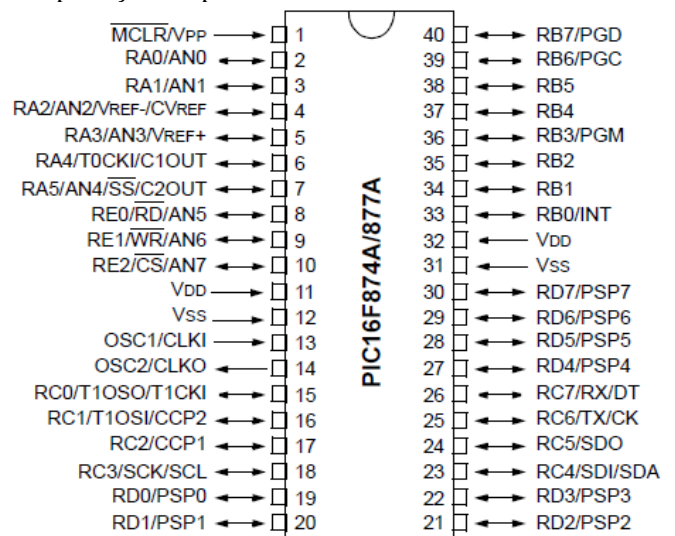 MCLR/VPP 1 40 RB7/PGD
RA0/AN0 2 39 RB6/PGC
RA1/AN1 3 38 RB5
RA2/AN2/VREF-/CVREF 4 37 RB4
RA3/AN3/VREF+ 5 36 RB3/PGM
RA4/T0CKI/C1OUT 6 35 RB2
RA5/AN4/SS/C2OUT 7 34 RB1
RE0/RD/AN5 8 33 RB0/INT
RE1/WR/AN6 9 32 VDD
RE2/CS/AN7 10 31 VSS
VDD 11 30 RD7/PSP7
VSS 12 29 RD6/PSP6
OSC1/CLKI 13 28 RD5/PSP5
OSC2/CLKO 14 27 RD4/PSP4
RC0/T1OSO/T1CKI 15 26 RC7/RX/DT
RC1/T1OSI/CCP2 16 25 RC6/TX/CK
RC2/CCP1 17 24 RC5/SDO
RC3/SCK/SCL 18 23 RC4/SDI/SDA
RD0/PSP0 19 22 RD3/PSP3
RD1/PSP1 20 21 RD2/PSP2
PIC16F874A/877A